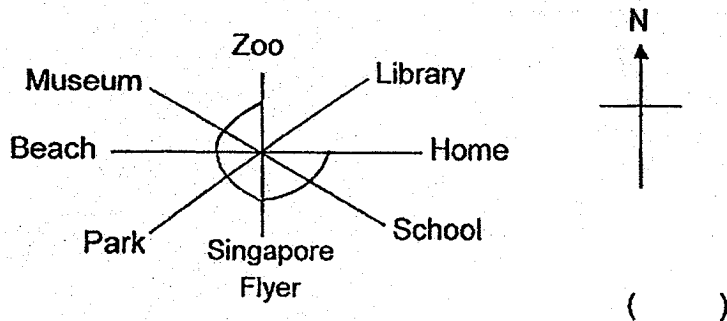 N
Zoo
Museum
Library
Beach
Home
Park
School
Singapore
Flyer
( )